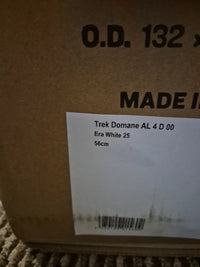 O.D. 132 x
MADE I
Trek Domane AL 4 D 00
Era White 25
56cm